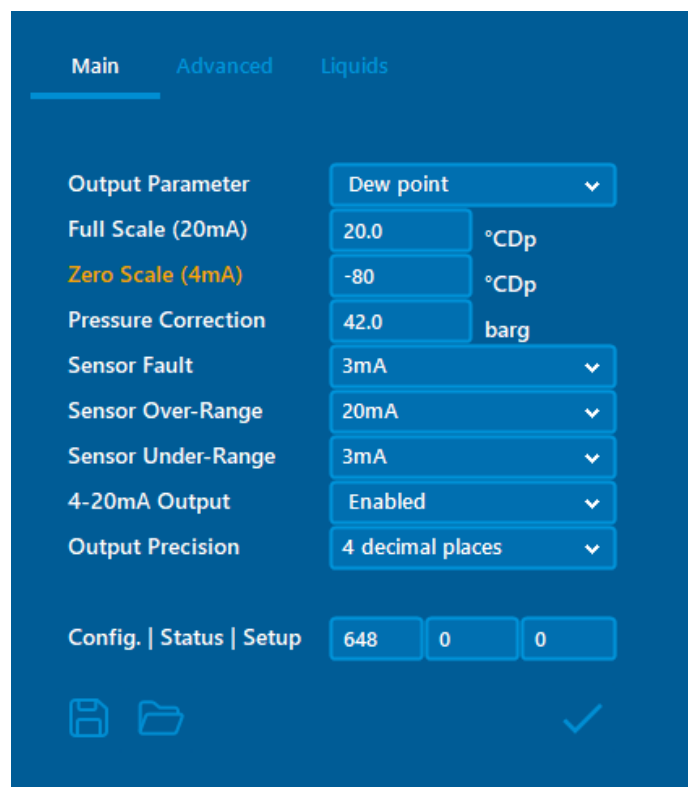 Main Advanced Liquids
Output Parameter Dew point
Full Scale (20mA) 20.0 °CDp
Zero Scale (4mA) -80 °CDp
Pressure Correction 42.0 barg
Sensor Fault 3mA
Sensor Over-Range 20mA
Sensor Under-Range 3mA
4-20mA Output Enabled
Output Precision 4 decimal places
Config. | Status | Setup 648 0 0